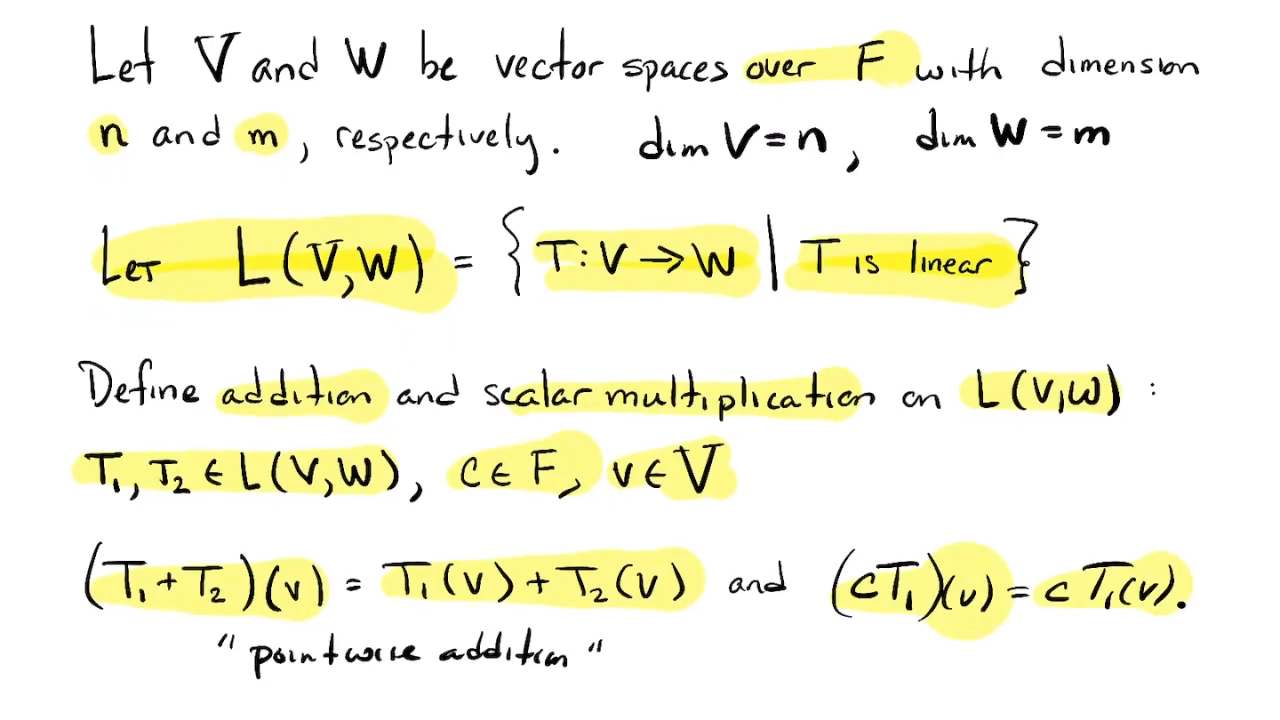 Let V and W be vector spaces over F with dimension
n and m, respectively. dim V = n, dim W = m
Let L(V,W) = { T: V → W | T is linear }
Define addition and scalar multiplication on L(V,W) :
T₁, T₂ ∈ L(V,W), c ∈ F, v ∈ V
(T₁ + T₂)(v) = T₁(v) + T₂(v) and (cT₁)(v) = c T₁(v).
"pointwise addition"